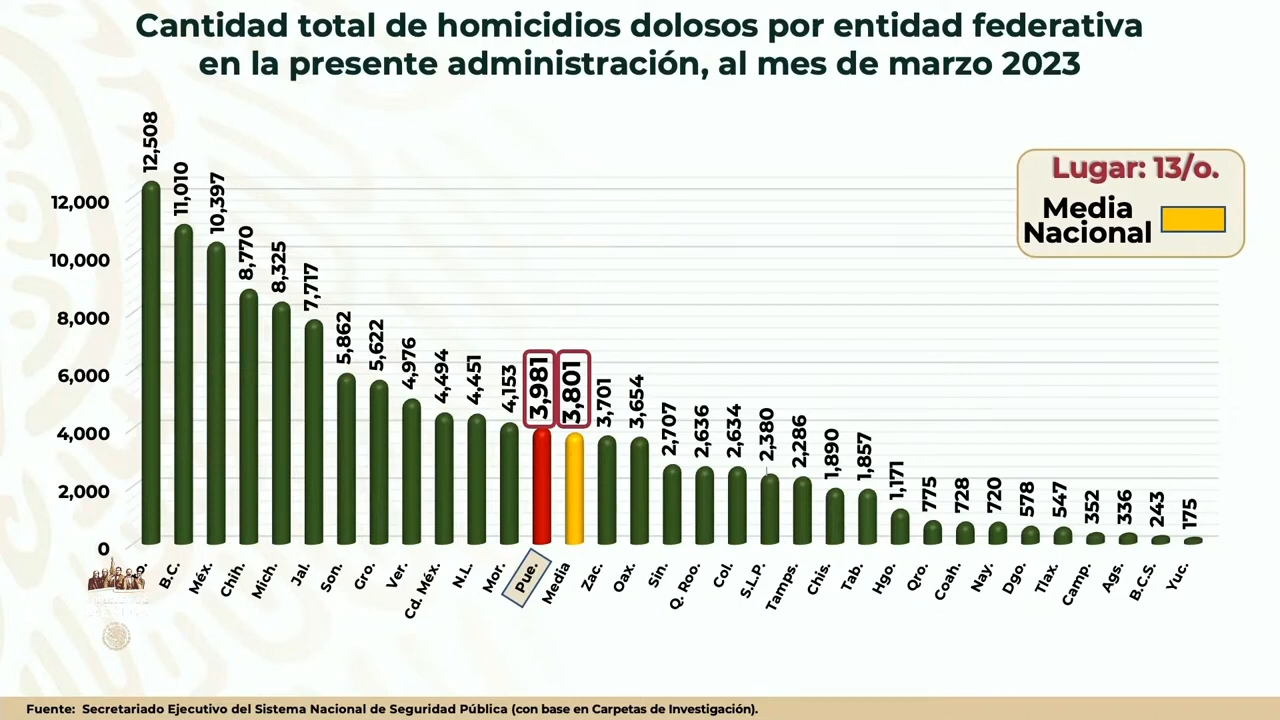 Cantidad total de homicidios dolosos por entidad federativa
en la presente administración, al mes de marzo 2023
Lugar: 13/o.
Media
Nacional
12,000
10,000
8,000
6,000
4,000
2,000
0
12,508
11,010
10,397
8,770
8,325
7,717
5,862
5,622
4,976
4,494
4,451
4,153
3,981
3,801
3,701
3,654
2,707
2,636
2,634
2,380
2,286
1,890
1,857
1,171
775
728
720
578
547
352
336
243
175
B.C.
Méx.
Chih.
Mich.
Jal.
Son.
Gro.
Ver.
Cd. Méx.
N.L.
Mor.
Pue.
Media
Zac.
Oax.
Sin.
Q. Roo.
Col.
S.L.P.
Tamps.
Chis.
Tab.
Hgo.
Qro.
Coah.
Nay.
Dgo.
Tlax.
Camp.
Ags.
B.C.S.
Yuc.
Fuente: Secretariado Ejecutivo del Sistema Nacional de Seguridad Pública (con base en Carpetas de Investigación).